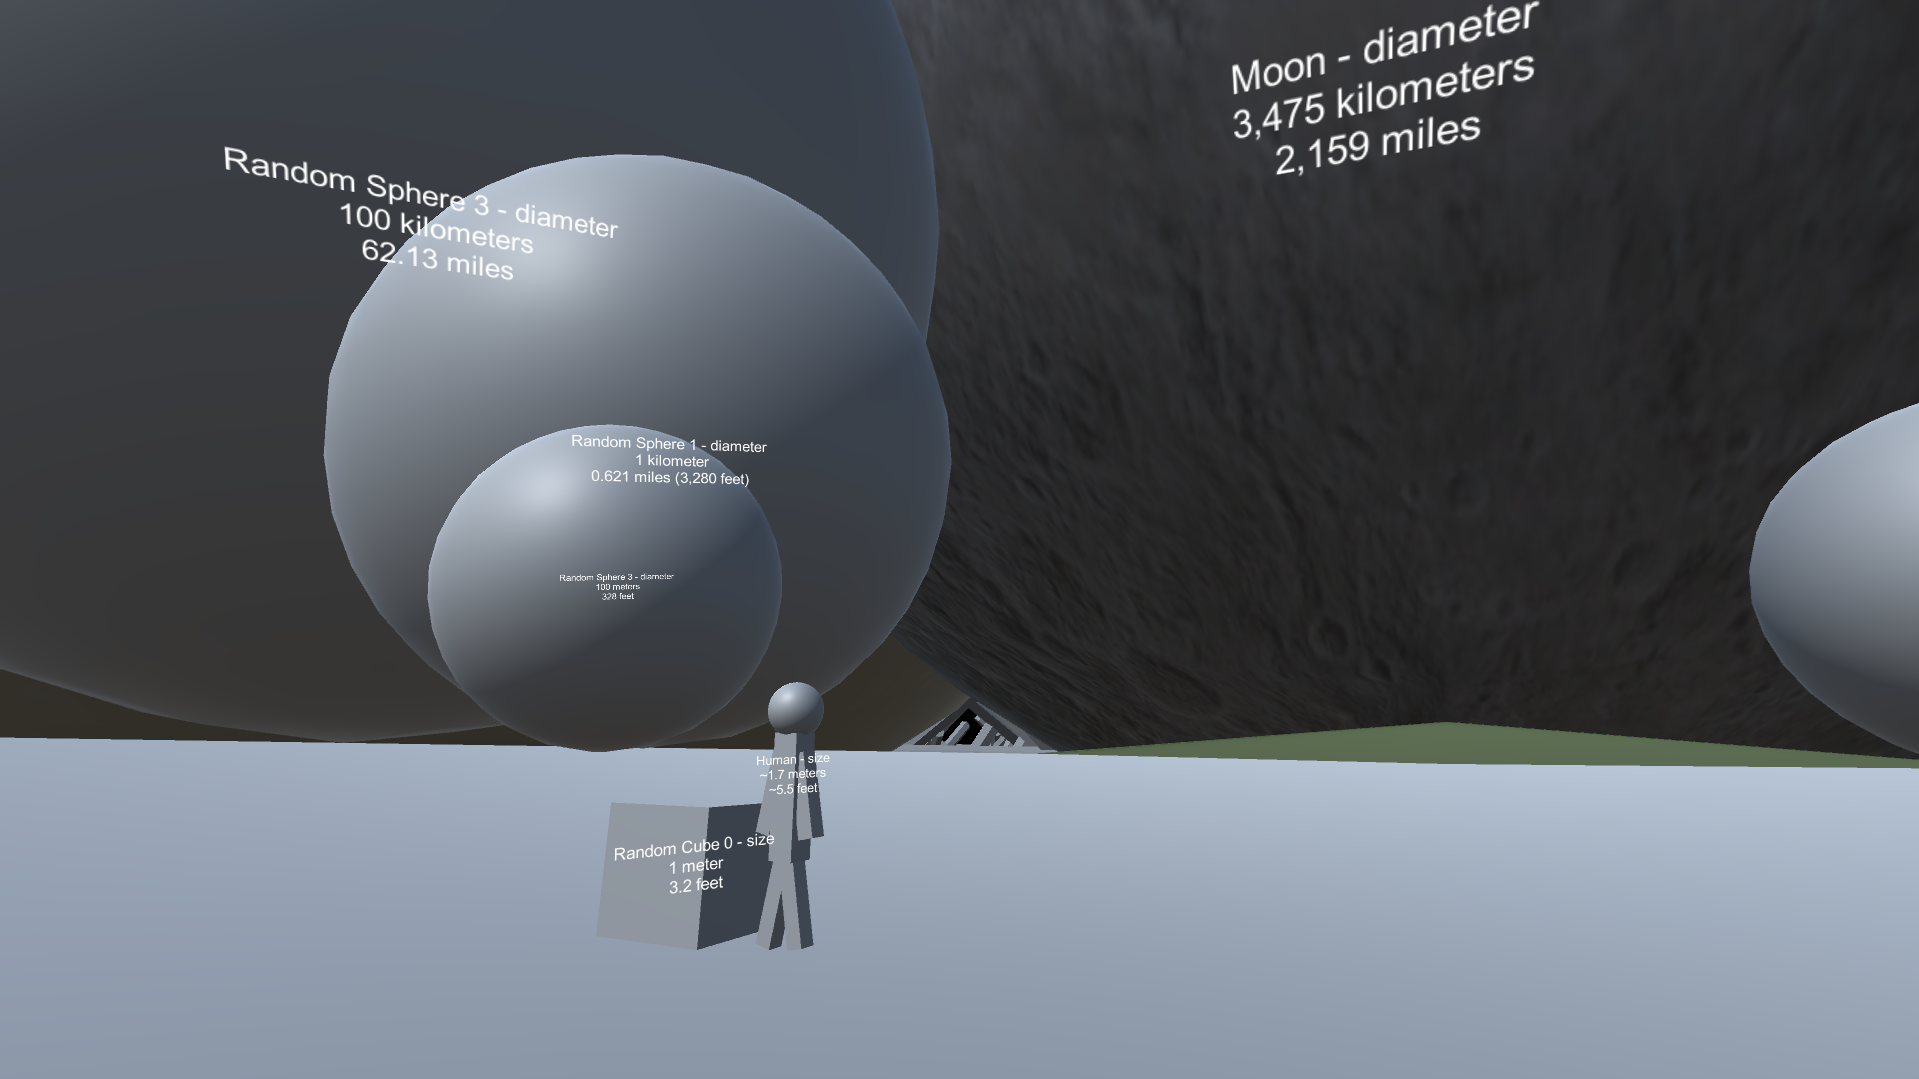 Moon - diameter
3,475 kilometers
2,159 miles
Random Sphere 3 - diameter
100 kilometers
62.13 miles
Random Sphere 1 - diameter
1 kilometer
0.621 miles (3,280 feet)
Random Sphere 3 - diameter
100 meters
328 feet
Human - size
~1.7 meters
~5.5 feet
Random Cube 0 - size
1 meter
3.2 feet